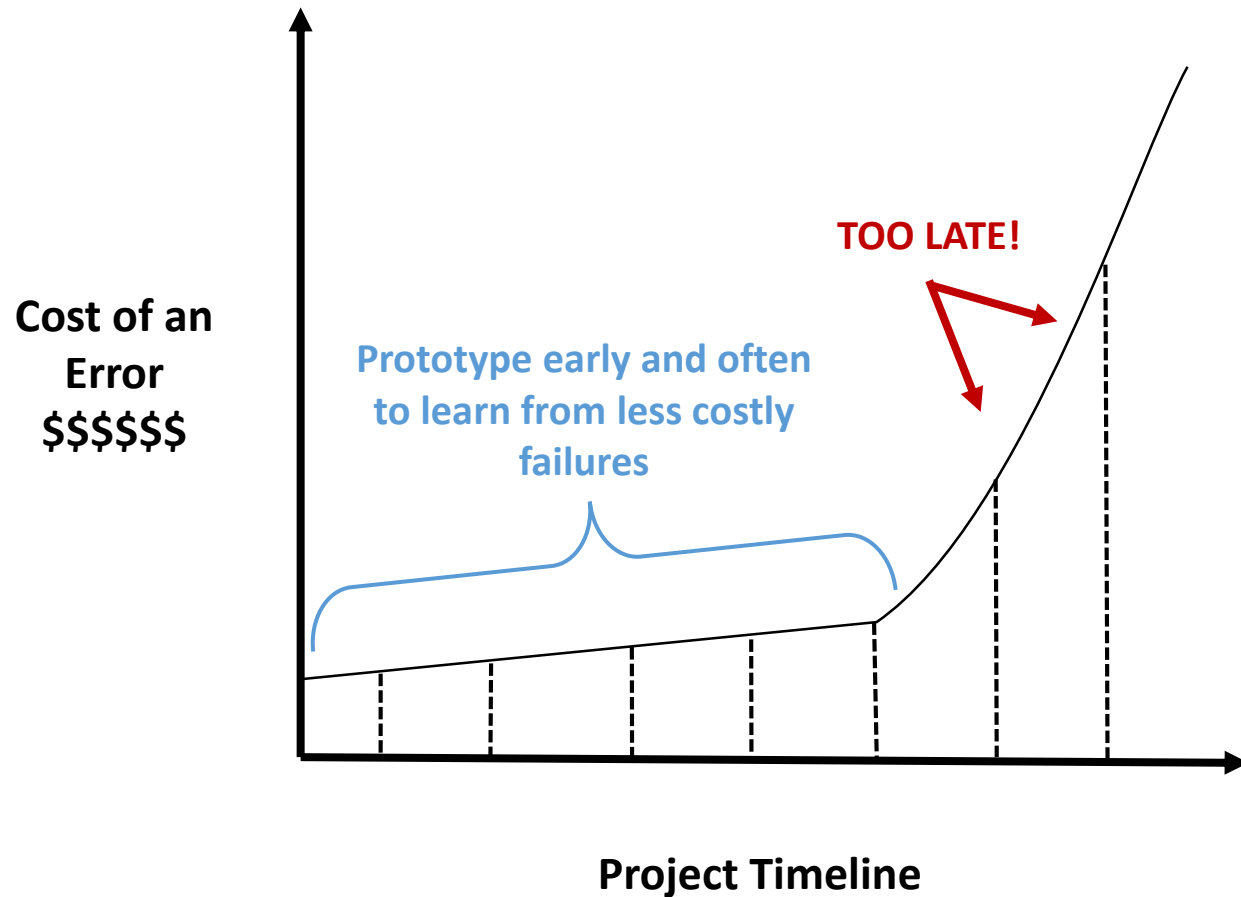 TOO LATE!
Cost of an
Error
$$$$$$
Prototype early and often
to learn from less costly
failures
Project Timeline